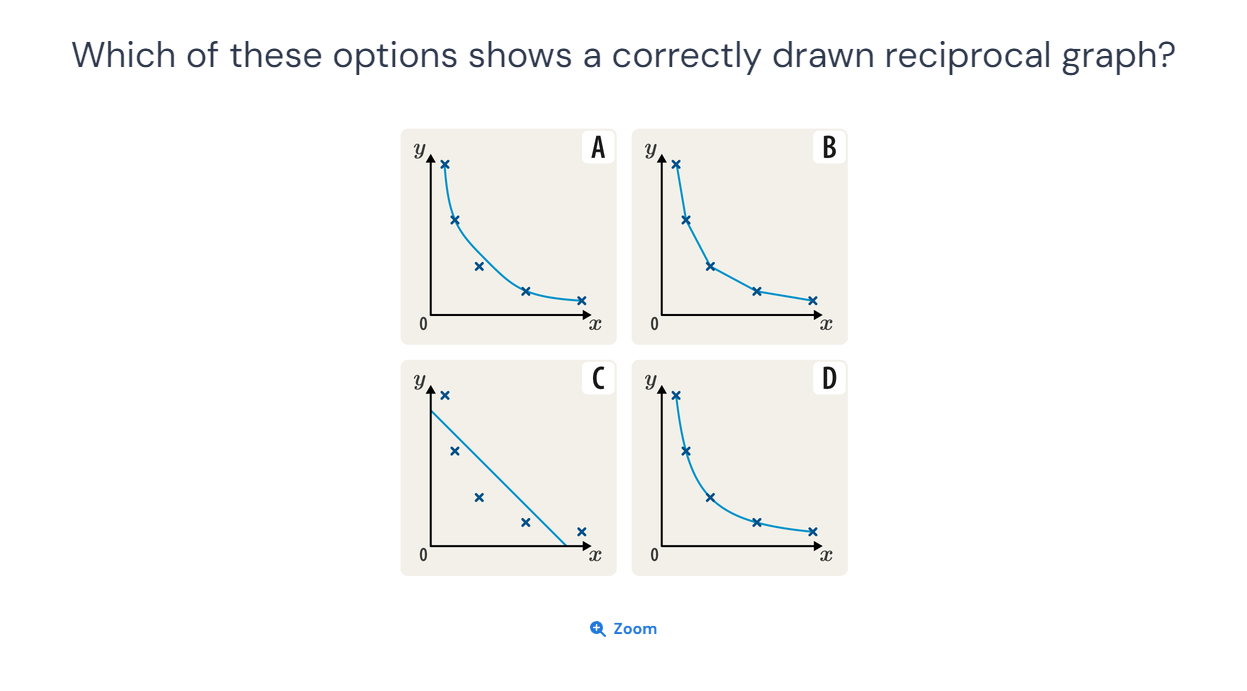 Which of these options shows a correctly drawn reciprocal graph?
y A
0 x
y B
0 x
y C
0 x
y D
0 x
Zoom